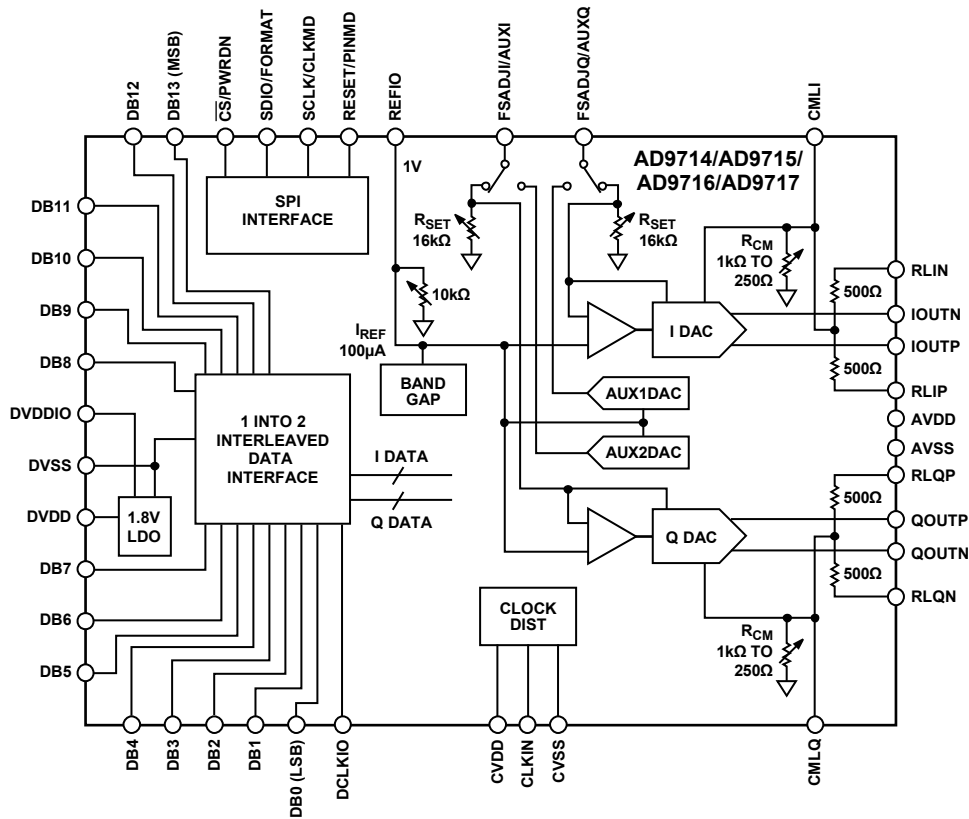 DB12
DB13 (MSB)
CS/PWRDN
SDIO/FORMAT
SCLK/CLKMD
RESET/PINMD
REFIO
FSADJI/AUXI
FSADJQ/AUXQ
CMLI
AD9714/AD9715/
AD9716/AD9717
1V
SPI
INTERFACE
RSET
16kΩ
RSET
16kΩ
RCM
1kΩ TO
250Ω
10kΩ
IREF
100µA
BAND
GAP
DB11
DB10
DB9
DB8
DVDDIO
DVSS
DVDD
DB7
DB6
DB5
1 INTO 2
INTERLEAVED
DATA
INTERFACE
1.8V
LDO
I DATA
Q DATA
I DAC
AUX1DAC
AUX2DAC
Q DAC
500Ω
500Ω
500Ω
500Ω
RLIN
IOUTN
IOUTP
RLIP
AVDD
AVSS
RLQP
QOUTP
QOUTN
RLQN
CLOCK
DIST
RCM
1kΩ TO
250Ω
DB4
DB3
DB2
DB1
DB0 (LSB)
DCLKIO
CVDD
CLKIN
CVSS
CMLQ